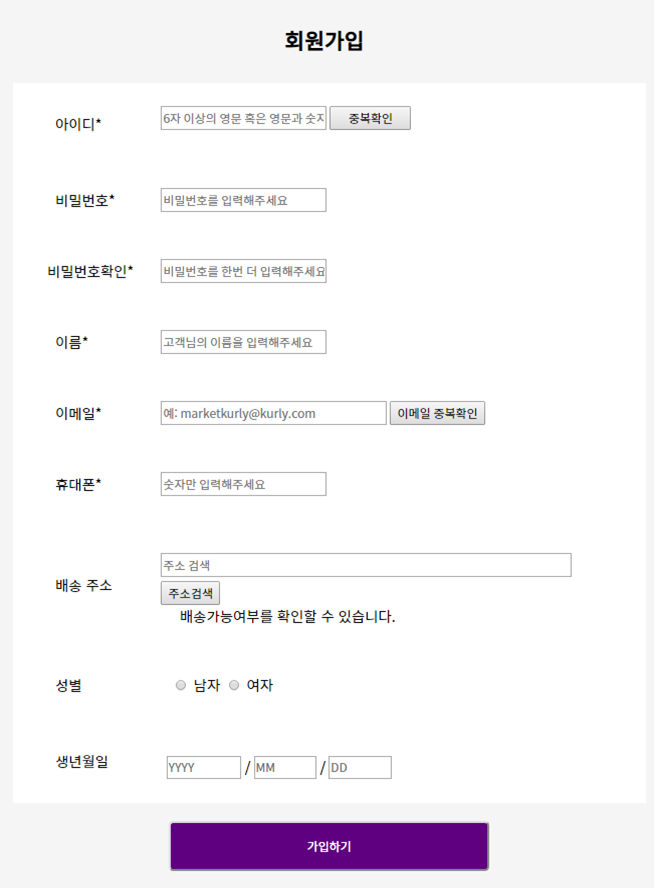 회원가입
아이디* 6자 이상의 영문 혹은 영문과 숫자 중복확인
비밀번호* 비밀번호를 입력해주세요
비밀번호확인* 비밀번호를 한번 더 입력해주세요
이름* 고객님의 이름을 입력해주세요
이메일* 예: marketkurly@kurly.com 이메일 중복확인
휴대폰* 숫자만 입력해주세요
주소 검색
배송 주소 주소검색
배송가능여부를 확인할 수 있습니다.
성별 남자 여자
생년월일 YYYY / MM / DD
가입하기